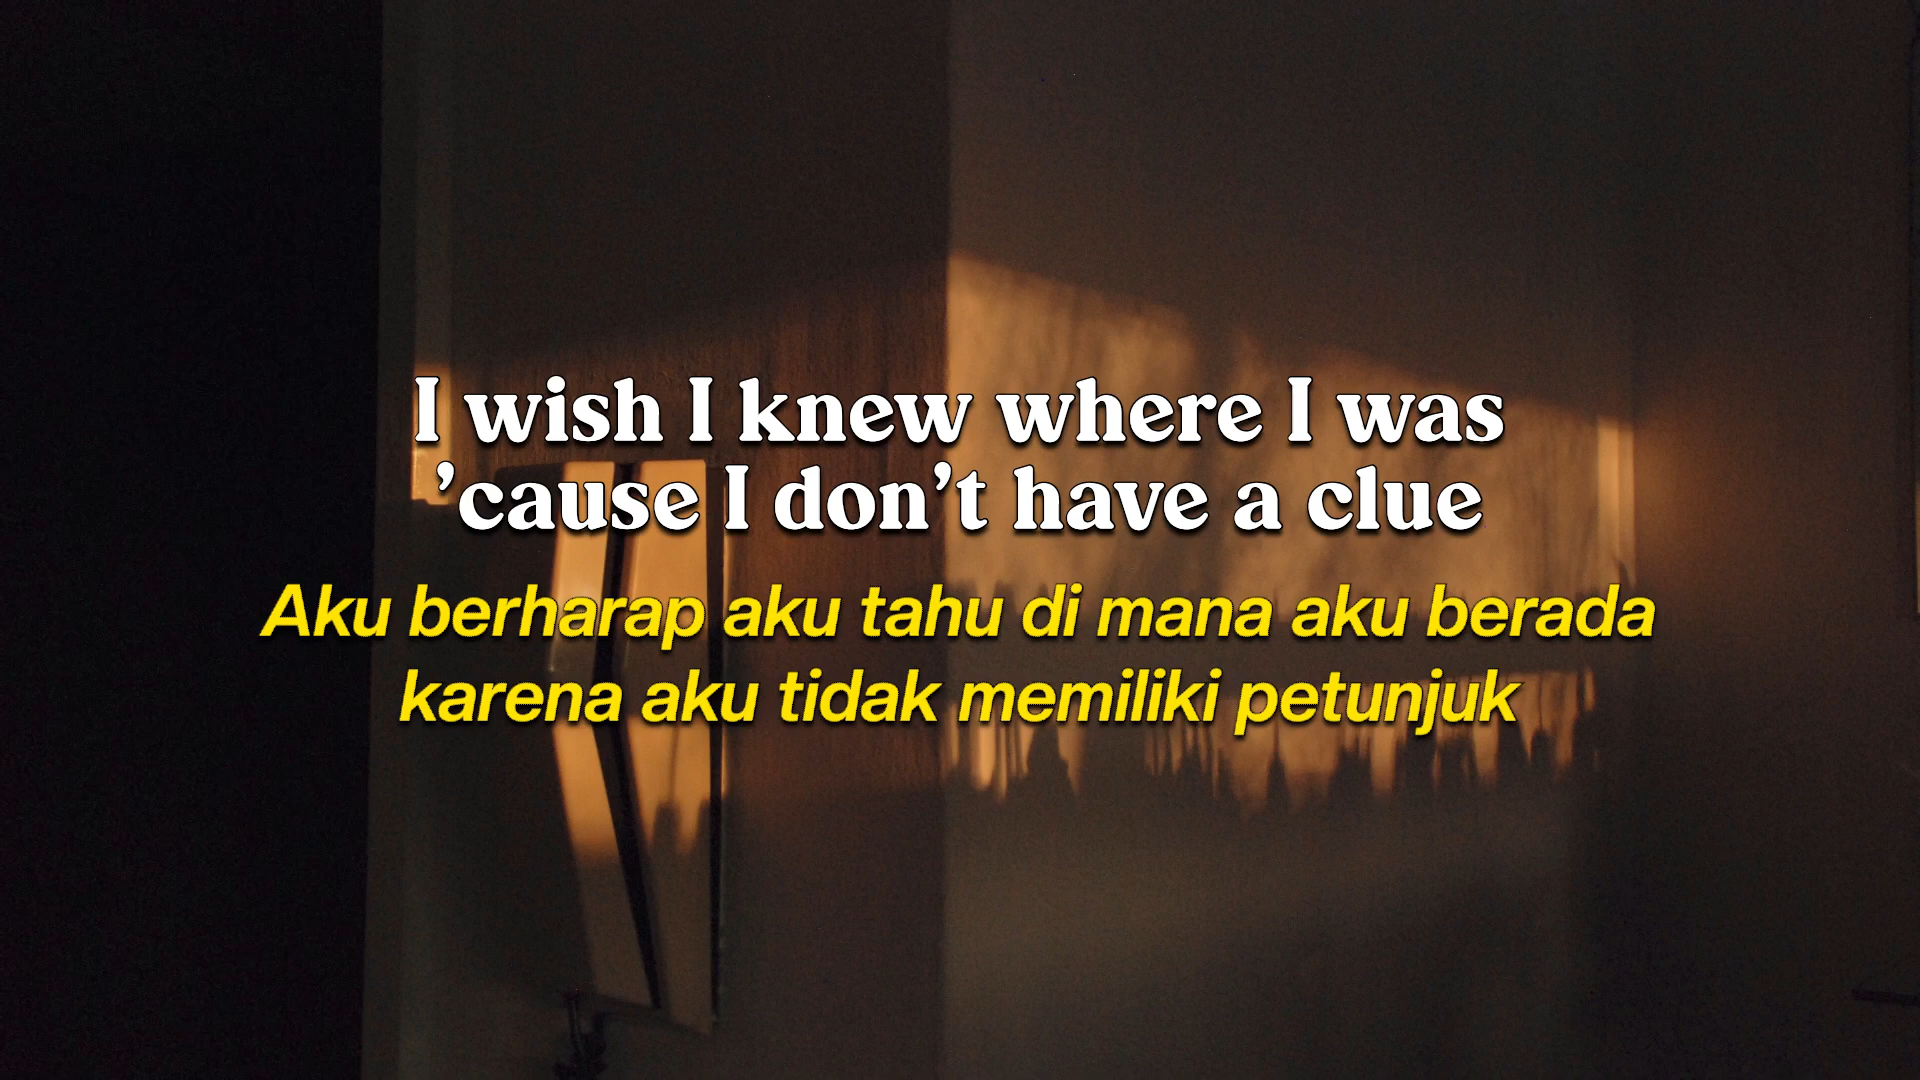 I wish I knew where I was
’cause I don’t have a clue
Aku berharap aku tahu di mana aku berada
karena aku tidak memiliki petunjuk